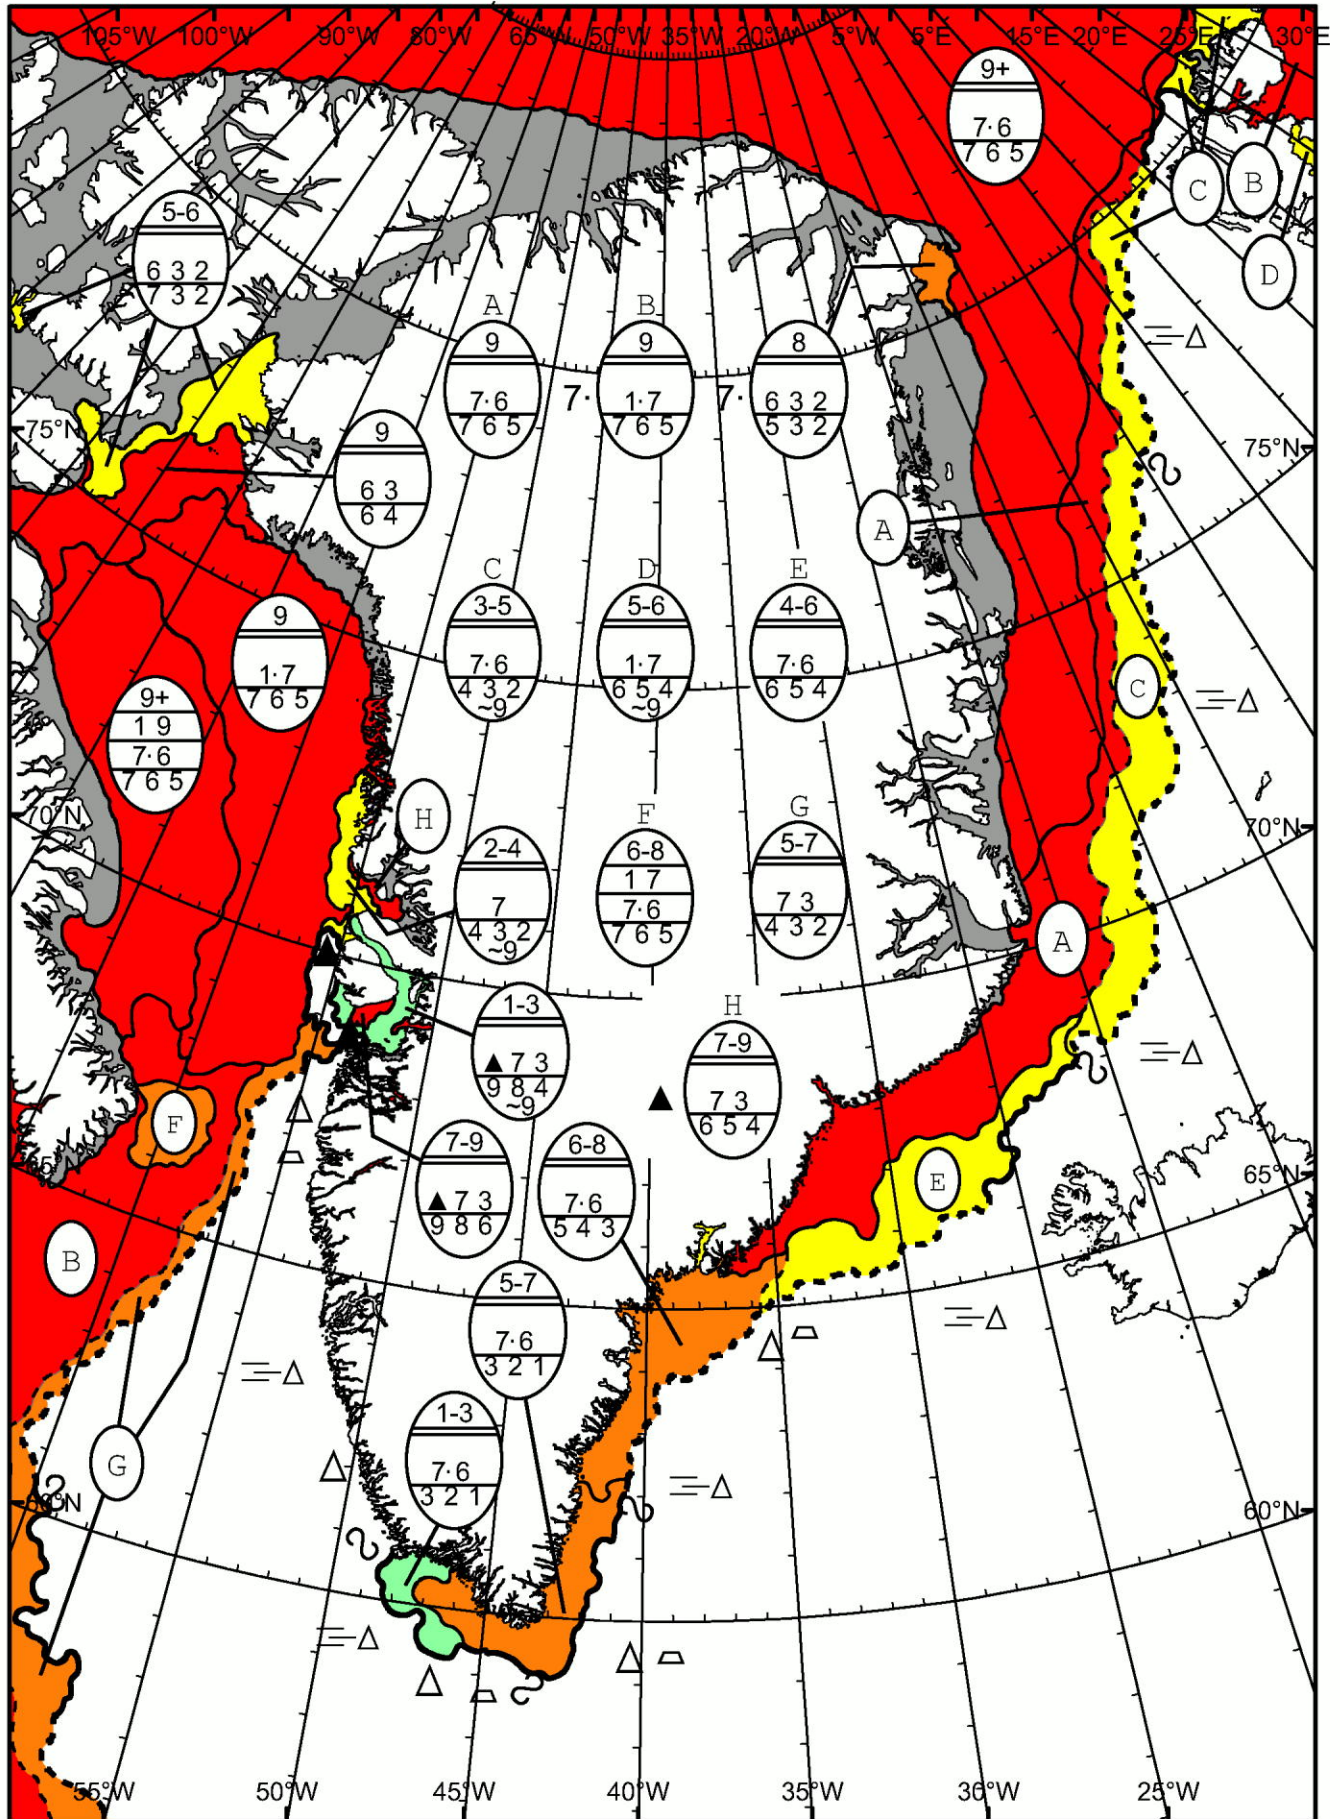 105°W 100°W 90°W 80°W 65°W 50°W 35°W 20°W 5°W 5°E 15°E 20°E 25°E 30°E
9+
7· 6
7 6 5
C
B
D
5-6
6 3 2
7 3 2
A
9
7· 6
7 6 5
7·
B
9
1· 7
7 6 5
7·
8
6 3 2
5 3 2
75°N
75°N
9
6 3
6 4
A
C
3-5
7· 6
4 3 2
~9
D
5-6
1· 7
6 5 4
~9
E
4-6
7· 6
6 5 4
9
1· 7
7 6 5
C
9+
1 9
7· 6
7 6 5
70°N
70°N
H
2-4
7
4 3 2
~9
F
6-8
1 7
7· 6
7 6 5
G
5-7
7 3
4 3 2
A
1-3
▲ 7 3
9 8 4
~9
H
7-9
7 3
6 5 4
F
7-9
▲ 7 3
9 8 6
6-8
7· 6
5 4 3
E
65°N
65°N
B
5-7
7· 6
3 2 1
1-3
7· 6
3 2 1
G
60°N
60°N
55°W 50°W 45°W 40°W 35°W 30°W 25°W